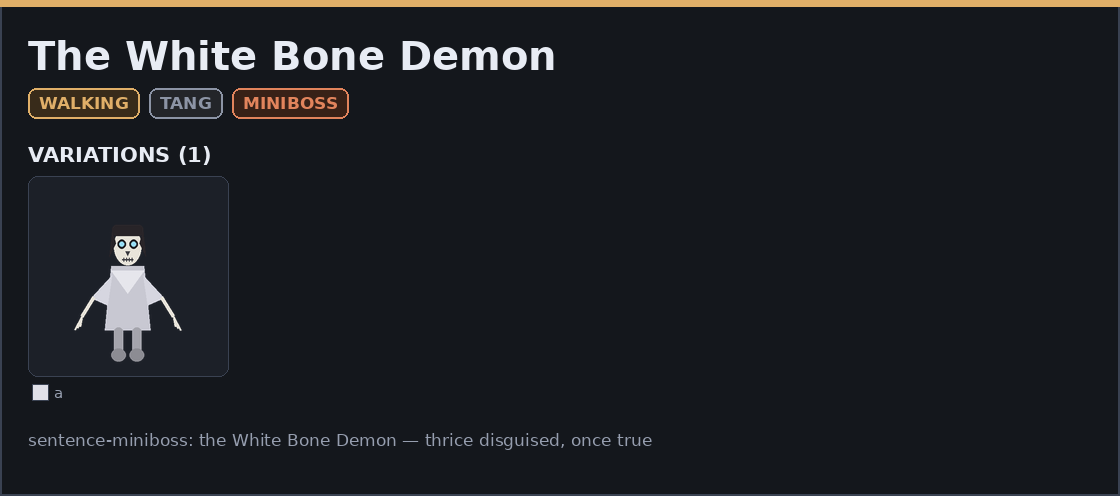 The White Bone Demon
WALKING TANG MINIBOSS
VARIATIONS (1)
a
sentence-miniboss: the White Bone Demon — thrice disguised, once true